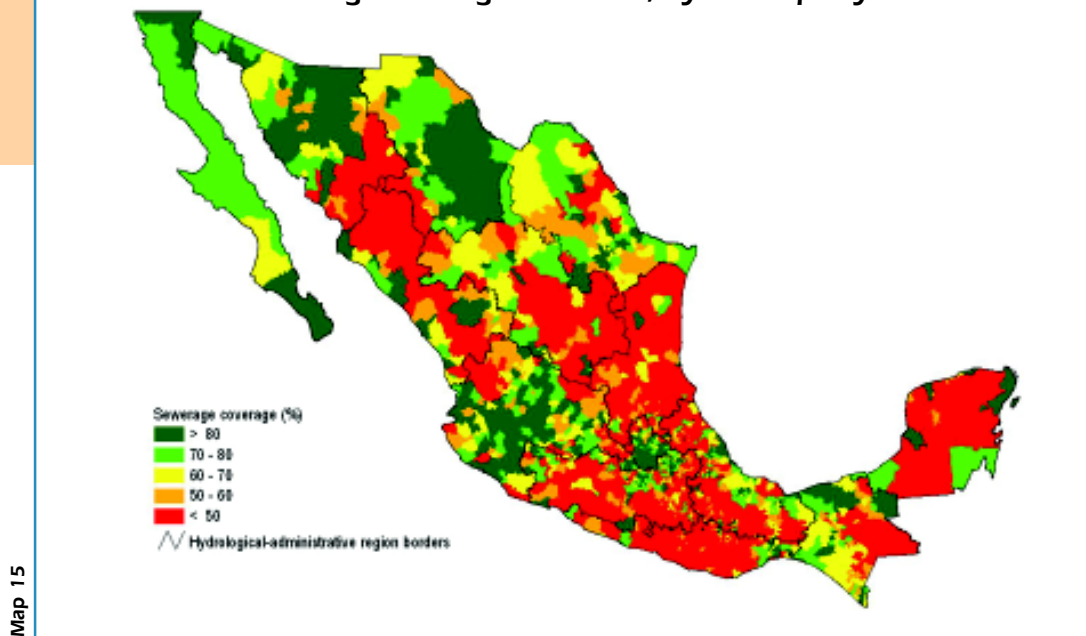 Sewerage coverage (%)
> 80
70 - 80
60 - 70
50 - 60
< 50
Hydrological-administrative region borders
Map 15